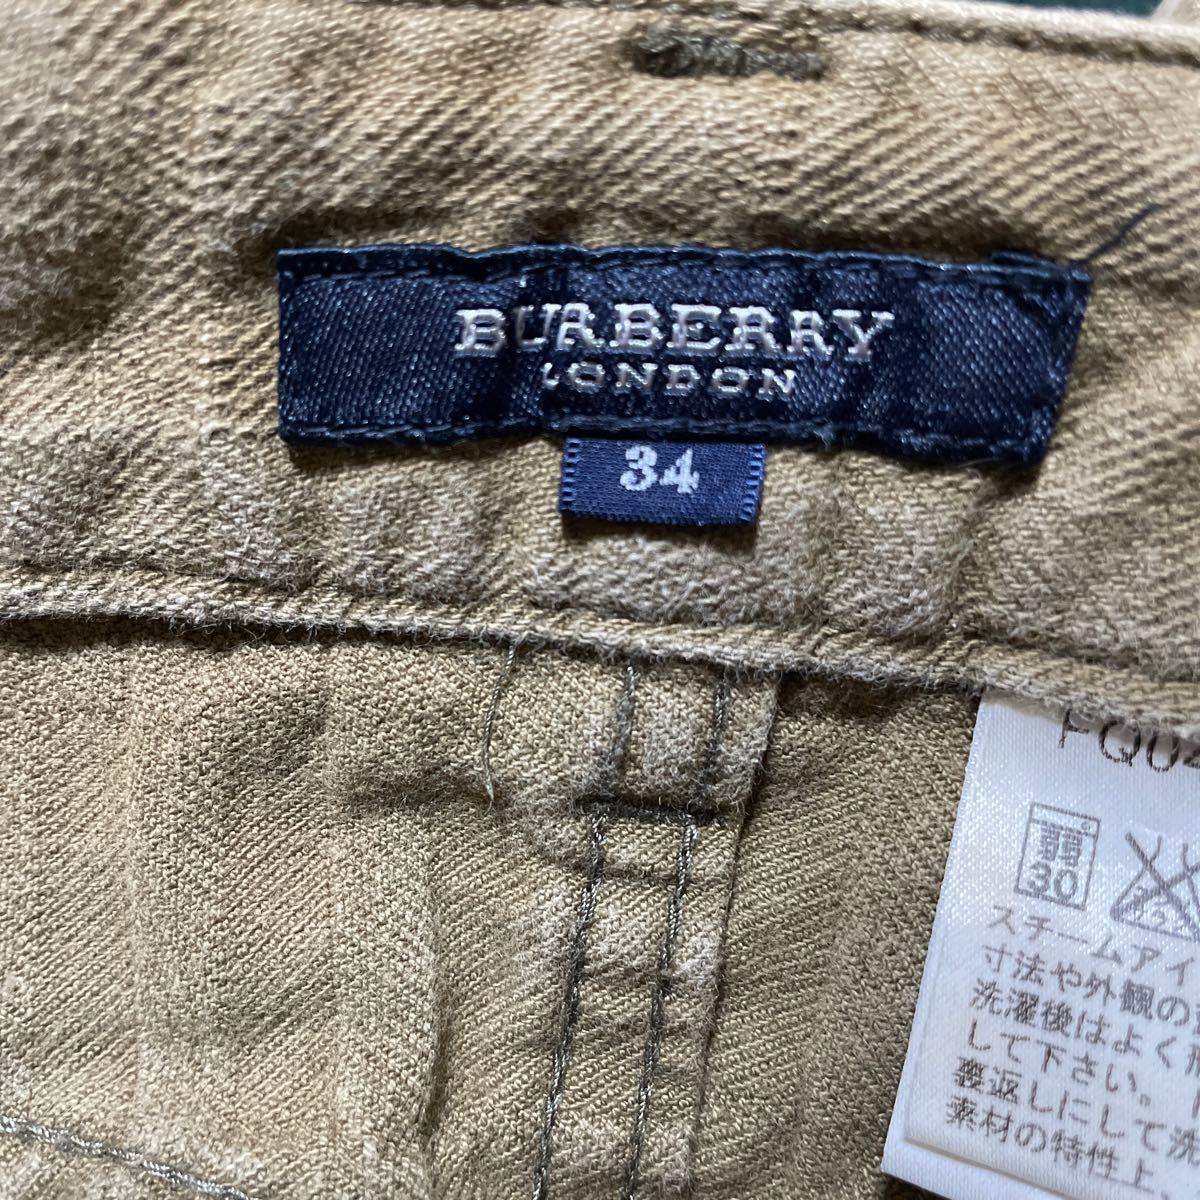 BURBERRY
LONDON
34
FQ04
30
スチームアイ
寸法や外観の
洗濯後はよく
して下さい。
裏返しにして洗
素材の特性上